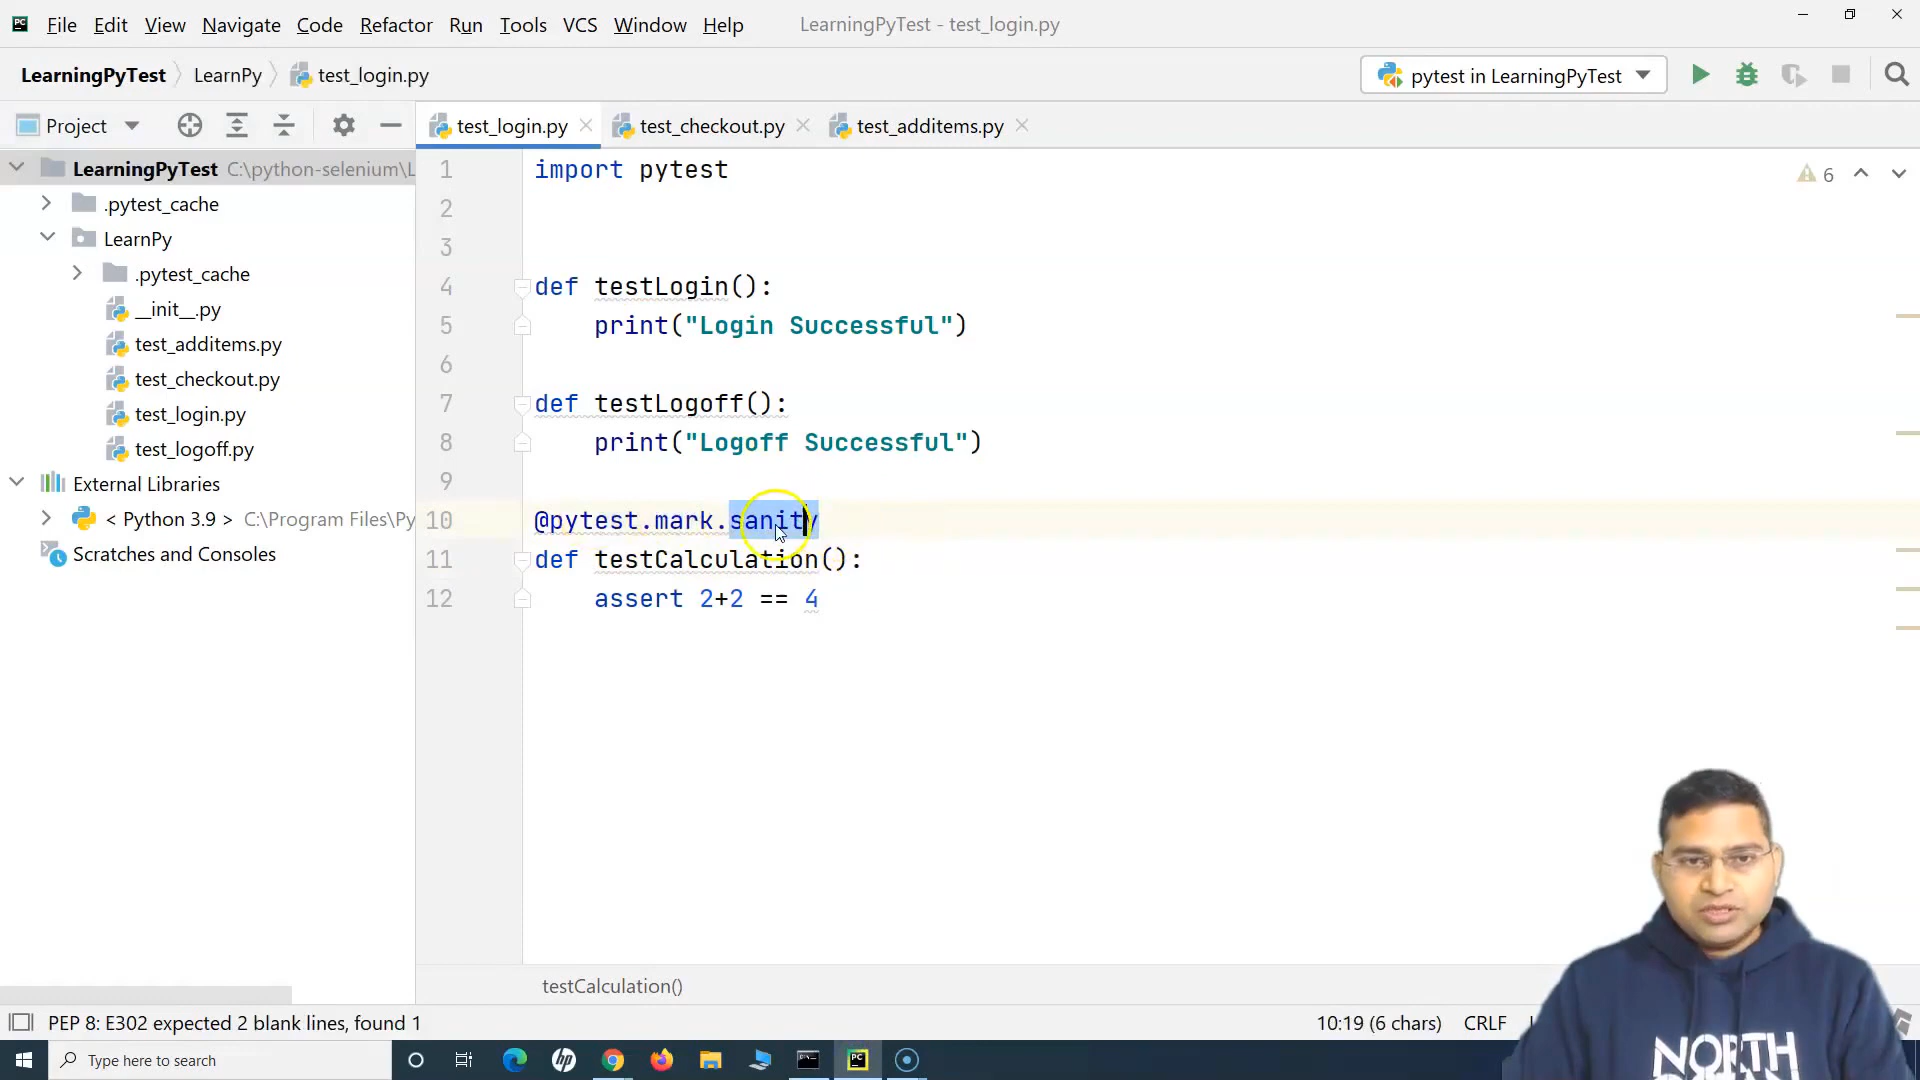 File Edit View Navigate Code Refactor Run Tools VCS Window Help LearningPyTest - test_login.py
LearningPyTest LearnPy test_login.py
pytest in LearningPyTest
Project
test_login.py test_checkout.py test_additems.py
LearningPyTest C:\python-selenium\L
.pytest_cache
LearnPy
.pytest_cache
__init__.py
test_additems.py
test_checkout.py
test_login.py
test_logoff.py
External Libraries
< Python 3.9 > C:\Program Files\Py
Scratches and Consoles
6
1 import pytest
2
3
4 def testLogin():
5 print("Login Successful")
6
7 def testLogoff():
8 print("Logoff Successful")
9
10 @pytest.mark.sanity
11 def testCalculation():
12 assert 2+2 == 4
testCalculation()
PEP 8: E302 expected 2 blank lines, found 1
10:19 (6 chars) CRLF
Type here to search
hp
PC
NORTH